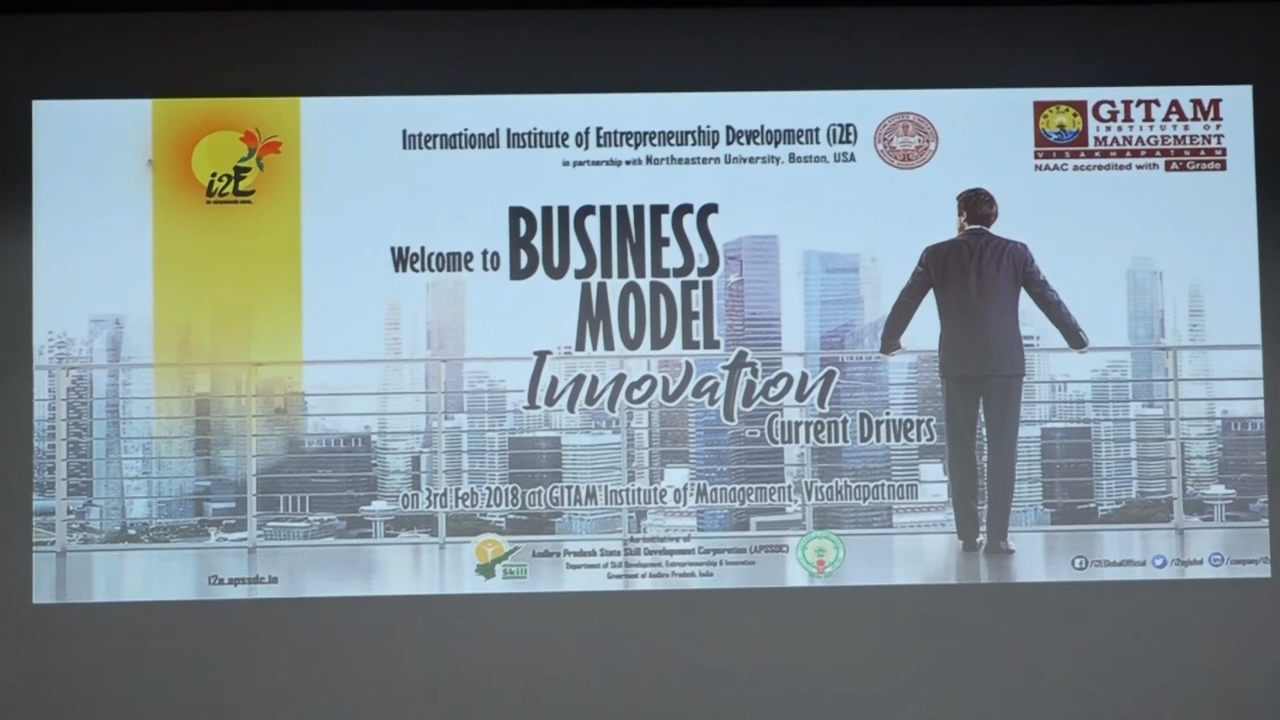 i2E
International Institute of Entrepreneurship Development (i2E)
in partnership with Northeastern University, Boston, USA
GITAM
INSTITUTE OF
MANAGEMENT
VISAKHAPATNAM
NAAC accredited with A+ Grade
Welcome to BUSINESS
MODEL
Innovation
- Current Drivers
on 3rd Feb 2018 at GITAM Institute of Management, Visakhapatnam
An initiative of
Andhra Pradesh State Skill Development Corporation (APSSDC)
Department of Skill Development, Entrepreneurship & Innovation
Government of Andhra Pradesh, India
Skill
i2e.apssdc.in
/i2EGlobalOfficial
/i2eglobal
/company/i2e